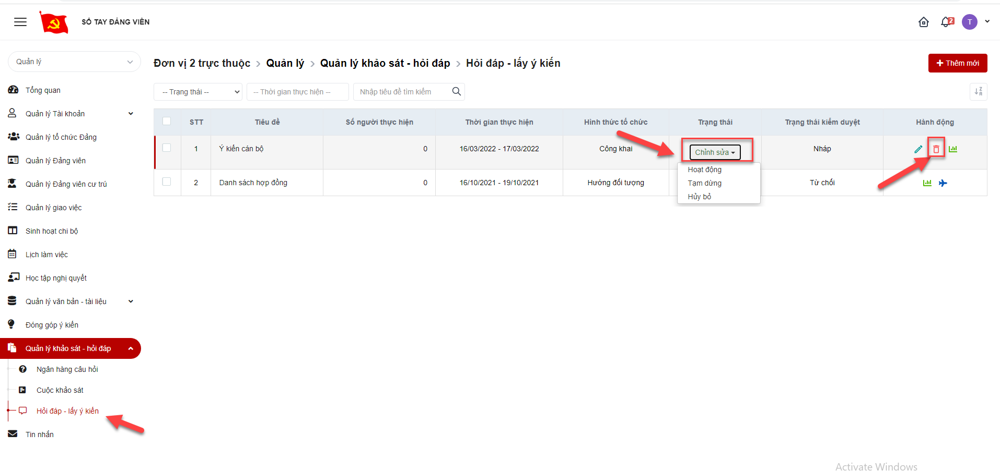 SỔ TAY ĐẢNG VIÊN
2
T
Quản lý
Đơn vị 2 trực thuộc > Quản lý > Quản lý khảo sát - hỏi đáp > Hỏi đáp - lấy ý kiến
+ Thêm mới
-- Trạng thái --
-- Thời gian thực hiện --
Nhập tiêu đề tìm kiếm
STT Tiêu đề Số người thực hiện Thời gian thực hiện Hình thức tổ chức Trạng thái Trạng thái kiểm duyệt Hành động
1 Ý kiến cán bộ 0 16/03/2022 - 17/03/2022 Công khai Chỉnh sửa Nháp
Hoạt động
Tạm dừng
Hủy bỏ
2 Danh sách hợp đồng 0 16/10/2021 - 19/10/2021 Hướng đối tượng Từ chối
Tổng quan
Quản lý Tài khoản
Quản lý tổ chức Đảng
Quản lý Đảng viên
Quản lý Đảng viên cư trú
Quản lý giao việc
Sinh hoạt chi bộ
Lịch làm việc
Học tập nghị quyết
Quản lý văn bản - tài liệu
Đóng góp ý kiến
Quản lý khảo sát - hỏi đáp
Ngân hàng câu hỏi
Cuộc khảo sát
Hỏi đáp - lấy ý kiến
Tin nhắn
Activate Windows